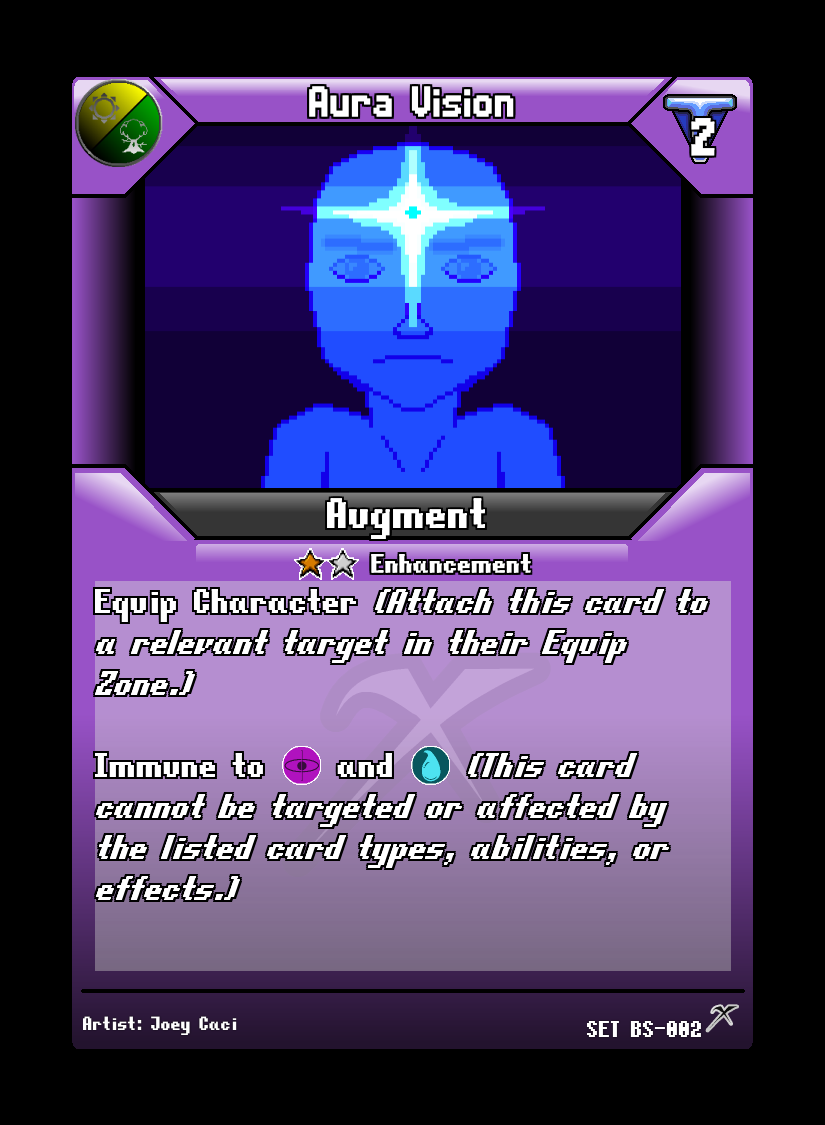 Aura Vision
2
Augment
Enhancement
Equip Character (Attach this card to
a relevant target in their Equip
Zone.)
Immune to and (This card
cannot be targeted or affected by
the listed card types, abilities, or
effects.)
Artist: Joey Caci
SET BS-002